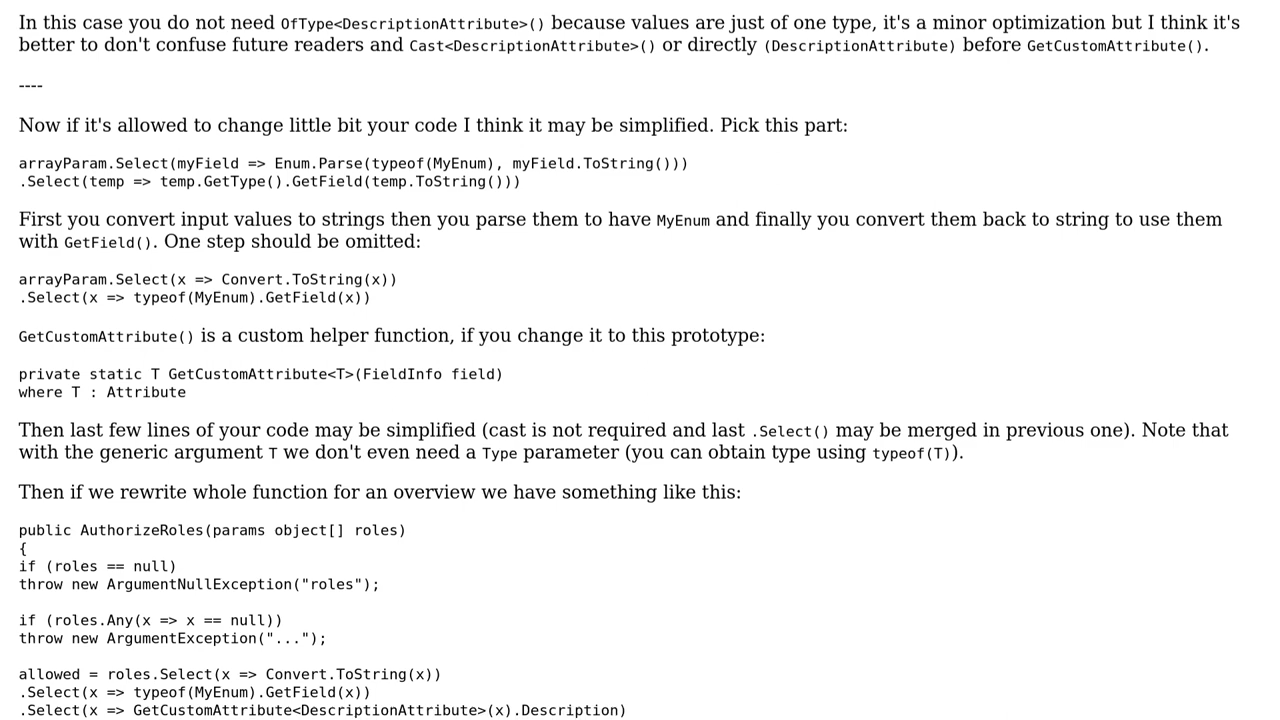 In this case you do not need OfType<DescriptionAttribute>() because values are just of one type, it's a minor optimization but I think it's
better to don't confuse future readers and Cast<DescriptionAttribute>() or directly (DescriptionAttribute) before GetCustomAttribute().
----
Now if it's allowed to change little bit your code I think it may be simplified. Pick this part:
arrayParam.Select(myField => Enum.Parse(typeof(MyEnum), myField.ToString()))
.Select(temp => temp.GetType().GetField(temp.ToString()))
First you convert input values to strings then you parse them to have MyEnum and finally you convert them back to string to use them
with GetField(). One step should be omitted:
arrayParam.Select(x => Convert.ToString(x))
.Select(x => typeof(MyEnum).GetField(x))
GetCustomAttribute() is a custom helper function, if you change it to this prototype:
private static T GetCustomAttribute<T>(FieldInfo field)
where T : Attribute
Then last few lines of your code may be simplified (cast is not required and last .Select() may be merged in previous one). Note that
with the generic argument T we don't even need a Type parameter (you can obtain type using typeof(T)).
Then if we rewrite whole function for an overview we have something like this:
public AuthorizeRoles(params object[] roles)
{
if (roles == null)
throw new ArgumentNullException("roles");
if (roles.Any(x => x == null))
throw new ArgumentException("...");
allowed = roles.Select(x => Convert.ToString(x))
.Select(x => typeof(MyEnum).GetField(x))
.Select(x => GetCustomAttribute<DescriptionAttribute>(x).Description)